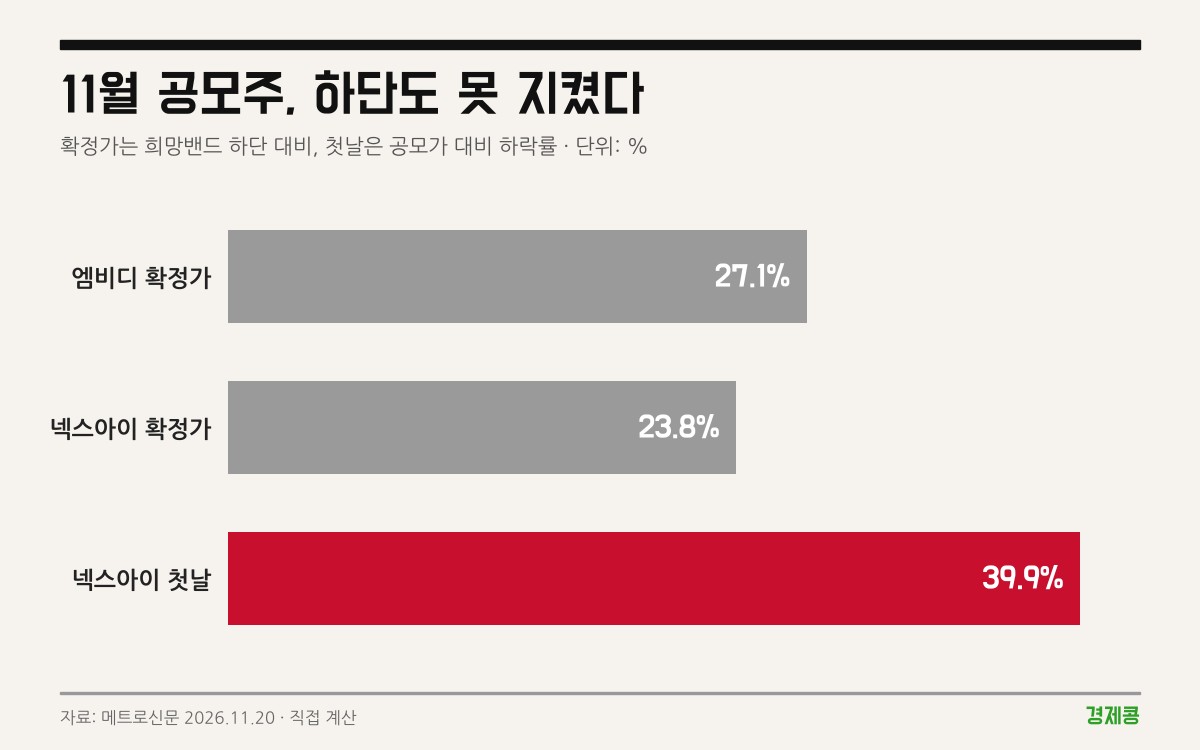 11월 공모주, 하단도 못 지켰다
확정가는 희망밴드 하단 대비, 첫날은 공모가 대비 하락률 · 단위: %
엠비디 확정가
27.1%
넥스아이 확정가
23.8%
넥스아이 첫날
39.9%
자료: 메트로신문 2026.11.20 · 직접 계산
경제콩